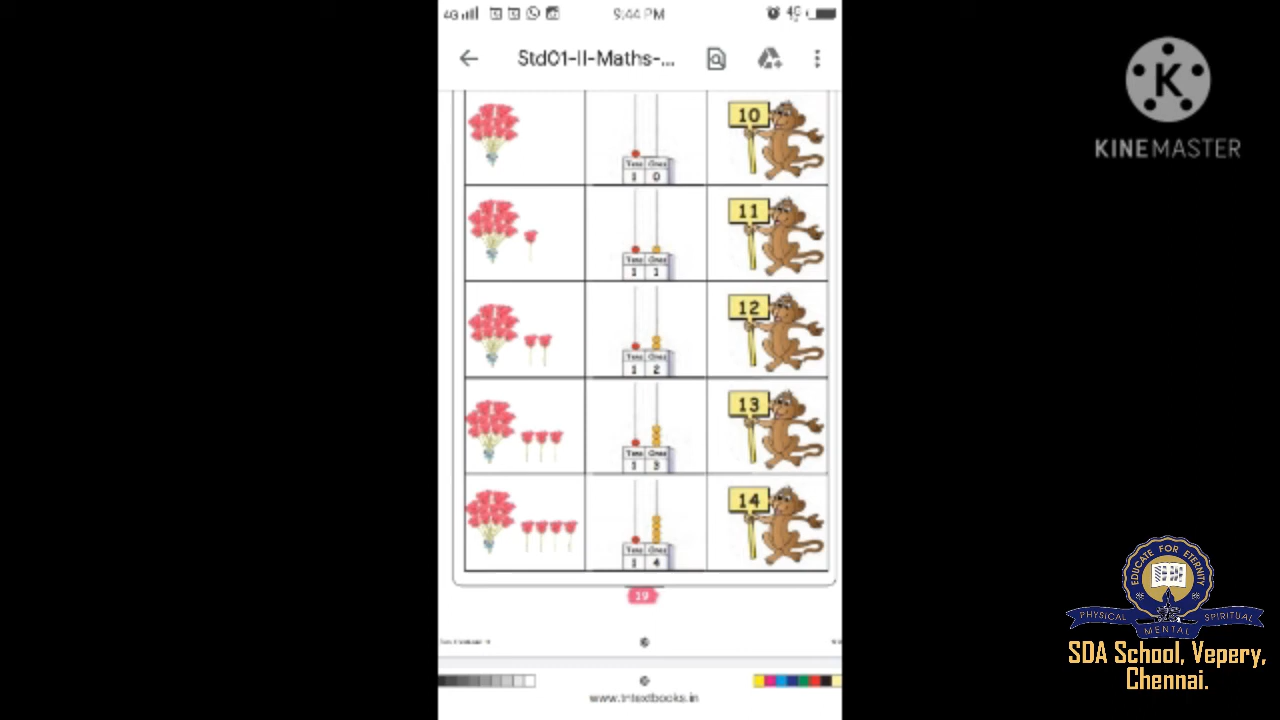 4G 9:44 PM 4G
Std01-II-Maths-...
10
Tens Ones
1 0
11
Tens Ones
1 1
12
Tens Ones
1 2
13
Tens Ones
1 3
14
Tens Ones
1 4
19
www.tntextbooks.in
K
KINEMASTER
EDUCATE FOR ETERNITY
PHYSICAL MENTAL SPIRITUAL
SDA School, Vepery,
Chennai.